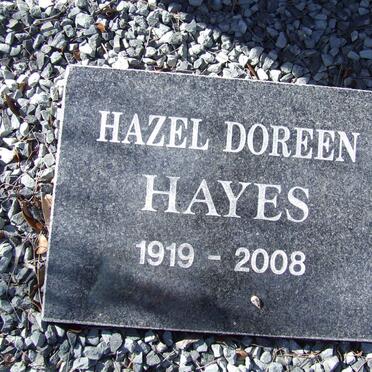 HAZEL DOREEN
HAYES
1919 - 2008